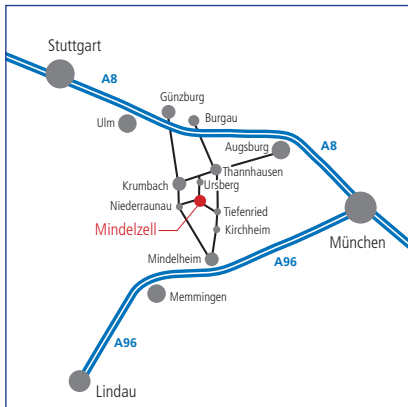 Stuttgart
A8
Günzburg
Burgau
Ulm
Augsburg
A8
Thannhausen
Krumbach
Ursberg
Niederraunau
Tiefenried
Mindelzell
Kirchheim
München
Mindelheim
A96
Memmingen
A96
Lindau